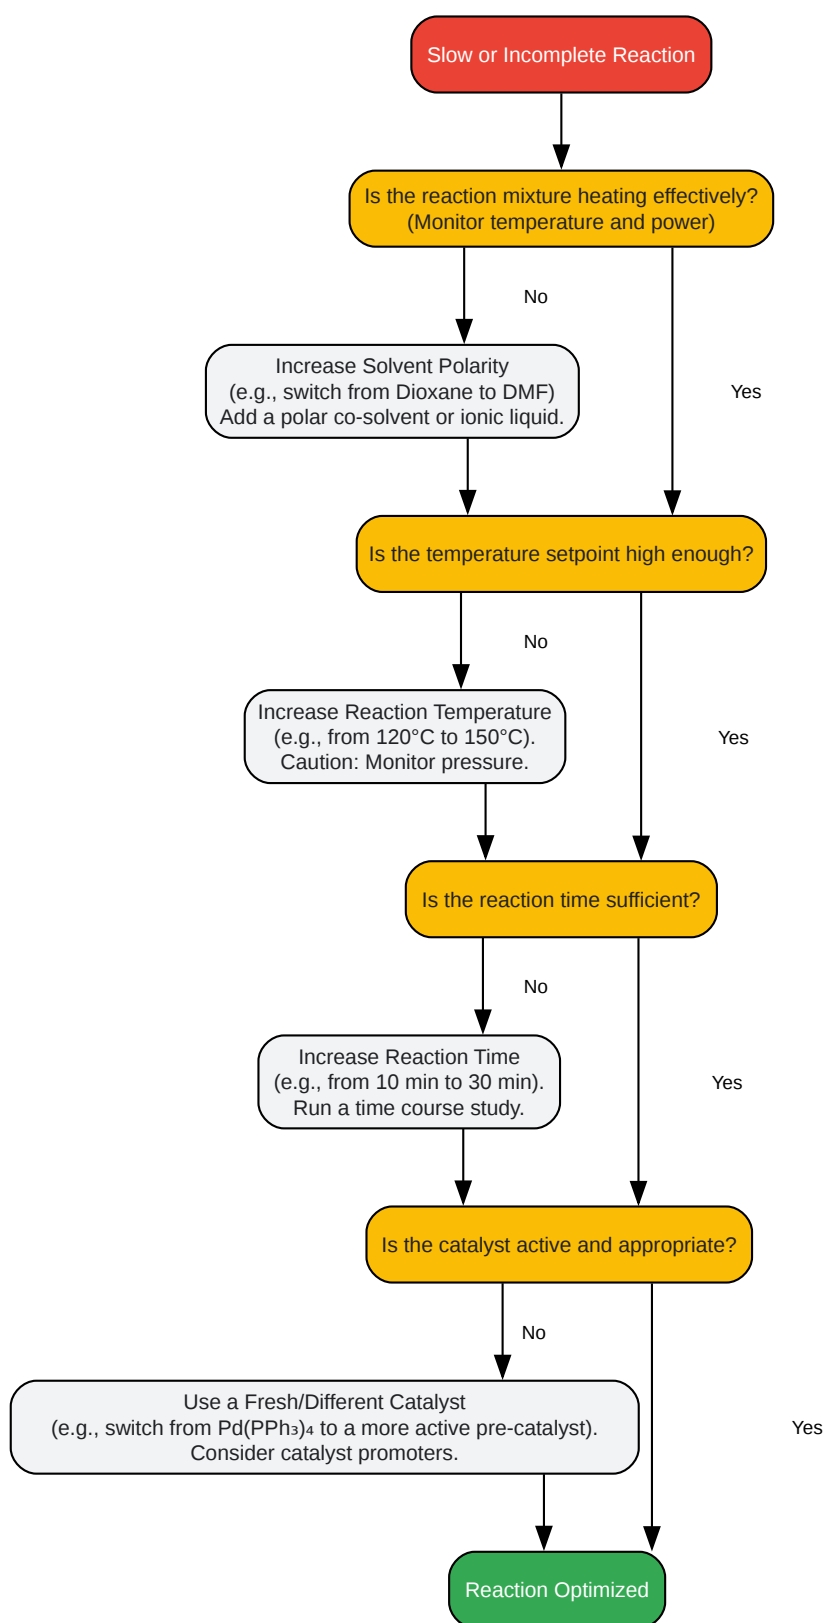 Slow or Incomplete Reaction
Is the reaction mixture heating effectively?
(Monitor temperature and power)
No
Increase Solvent Polarity
(e.g., switch from Dioxane to DMF)
Add a polar co-solvent or ionic liquid.
Yes
Is the temperature setpoint high enough?
No
Increase Reaction Temperature
(e.g., from 120°C to 150°C).
Caution: Monitor pressure.
Yes
Is the reaction time sufficient?
No
Increase Reaction Time
(e.g., from 10 min to 30 min).
Run a time course study.
Yes
Is the catalyst active and appropriate?
No
Use a Fresh/Different Catalyst
(e.g., switch from Pd(PPh₃)₄ to a more active pre-catalyst).
Consider catalyst promoters.
Yes
Reaction Optimized